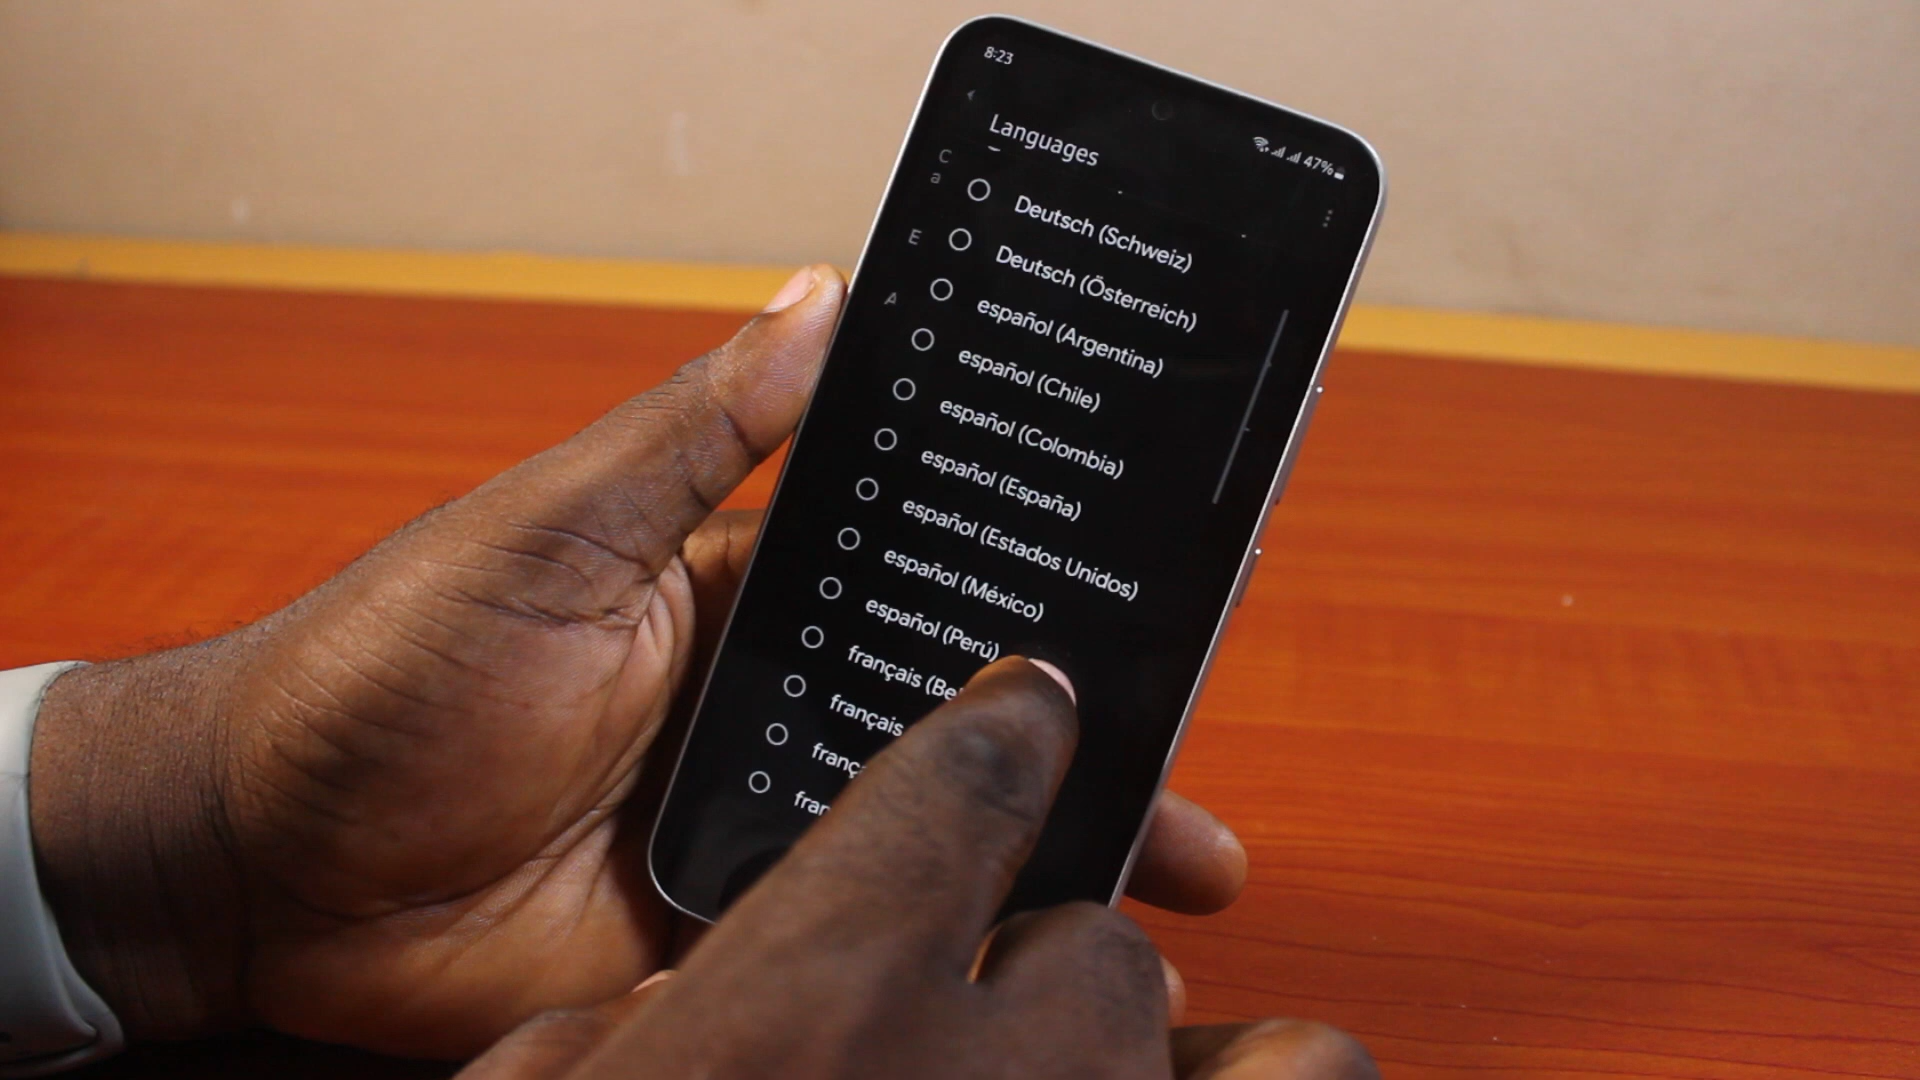 8:23
47%
Languages
C
a
Deutsch (Schweiz)
E
Deutsch (Österreich)
A
español (Argentina)
español (Chile)
español (Colombia)
español (España)
español (Estados Unidos)
español (México)
español (Perú)
français